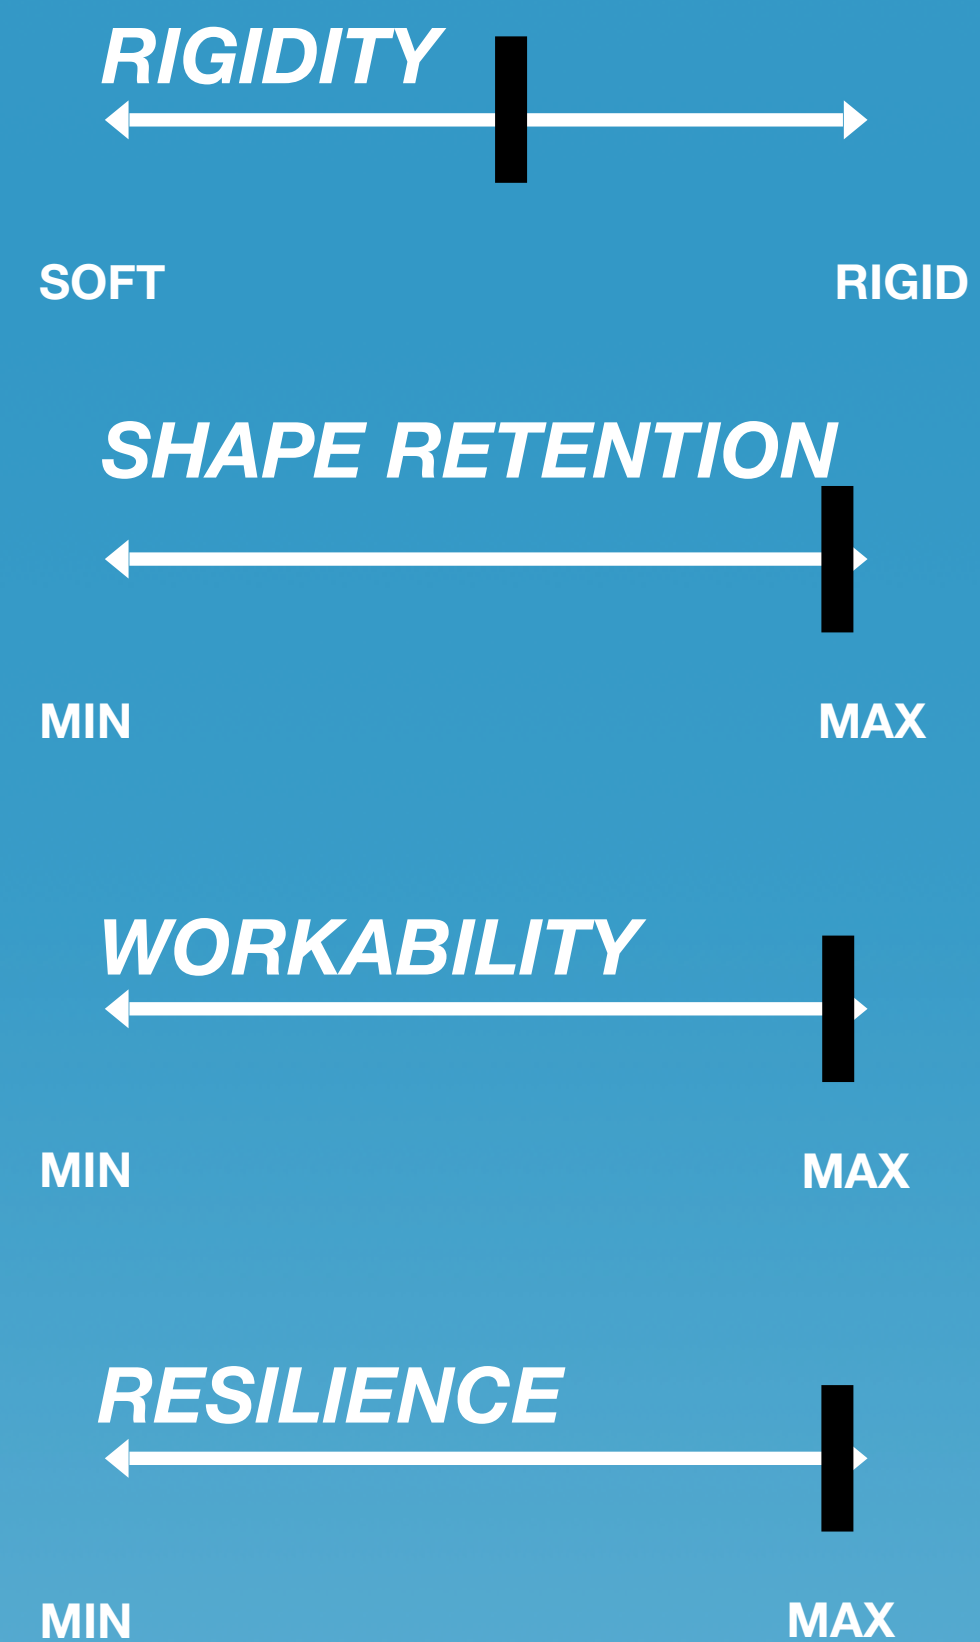 RIGIDITY
SOFT RIGID
SHAPE RETENTION
MIN MAX
WORKABILITY
MIN MAX
RESILIENCE
MIN MAX